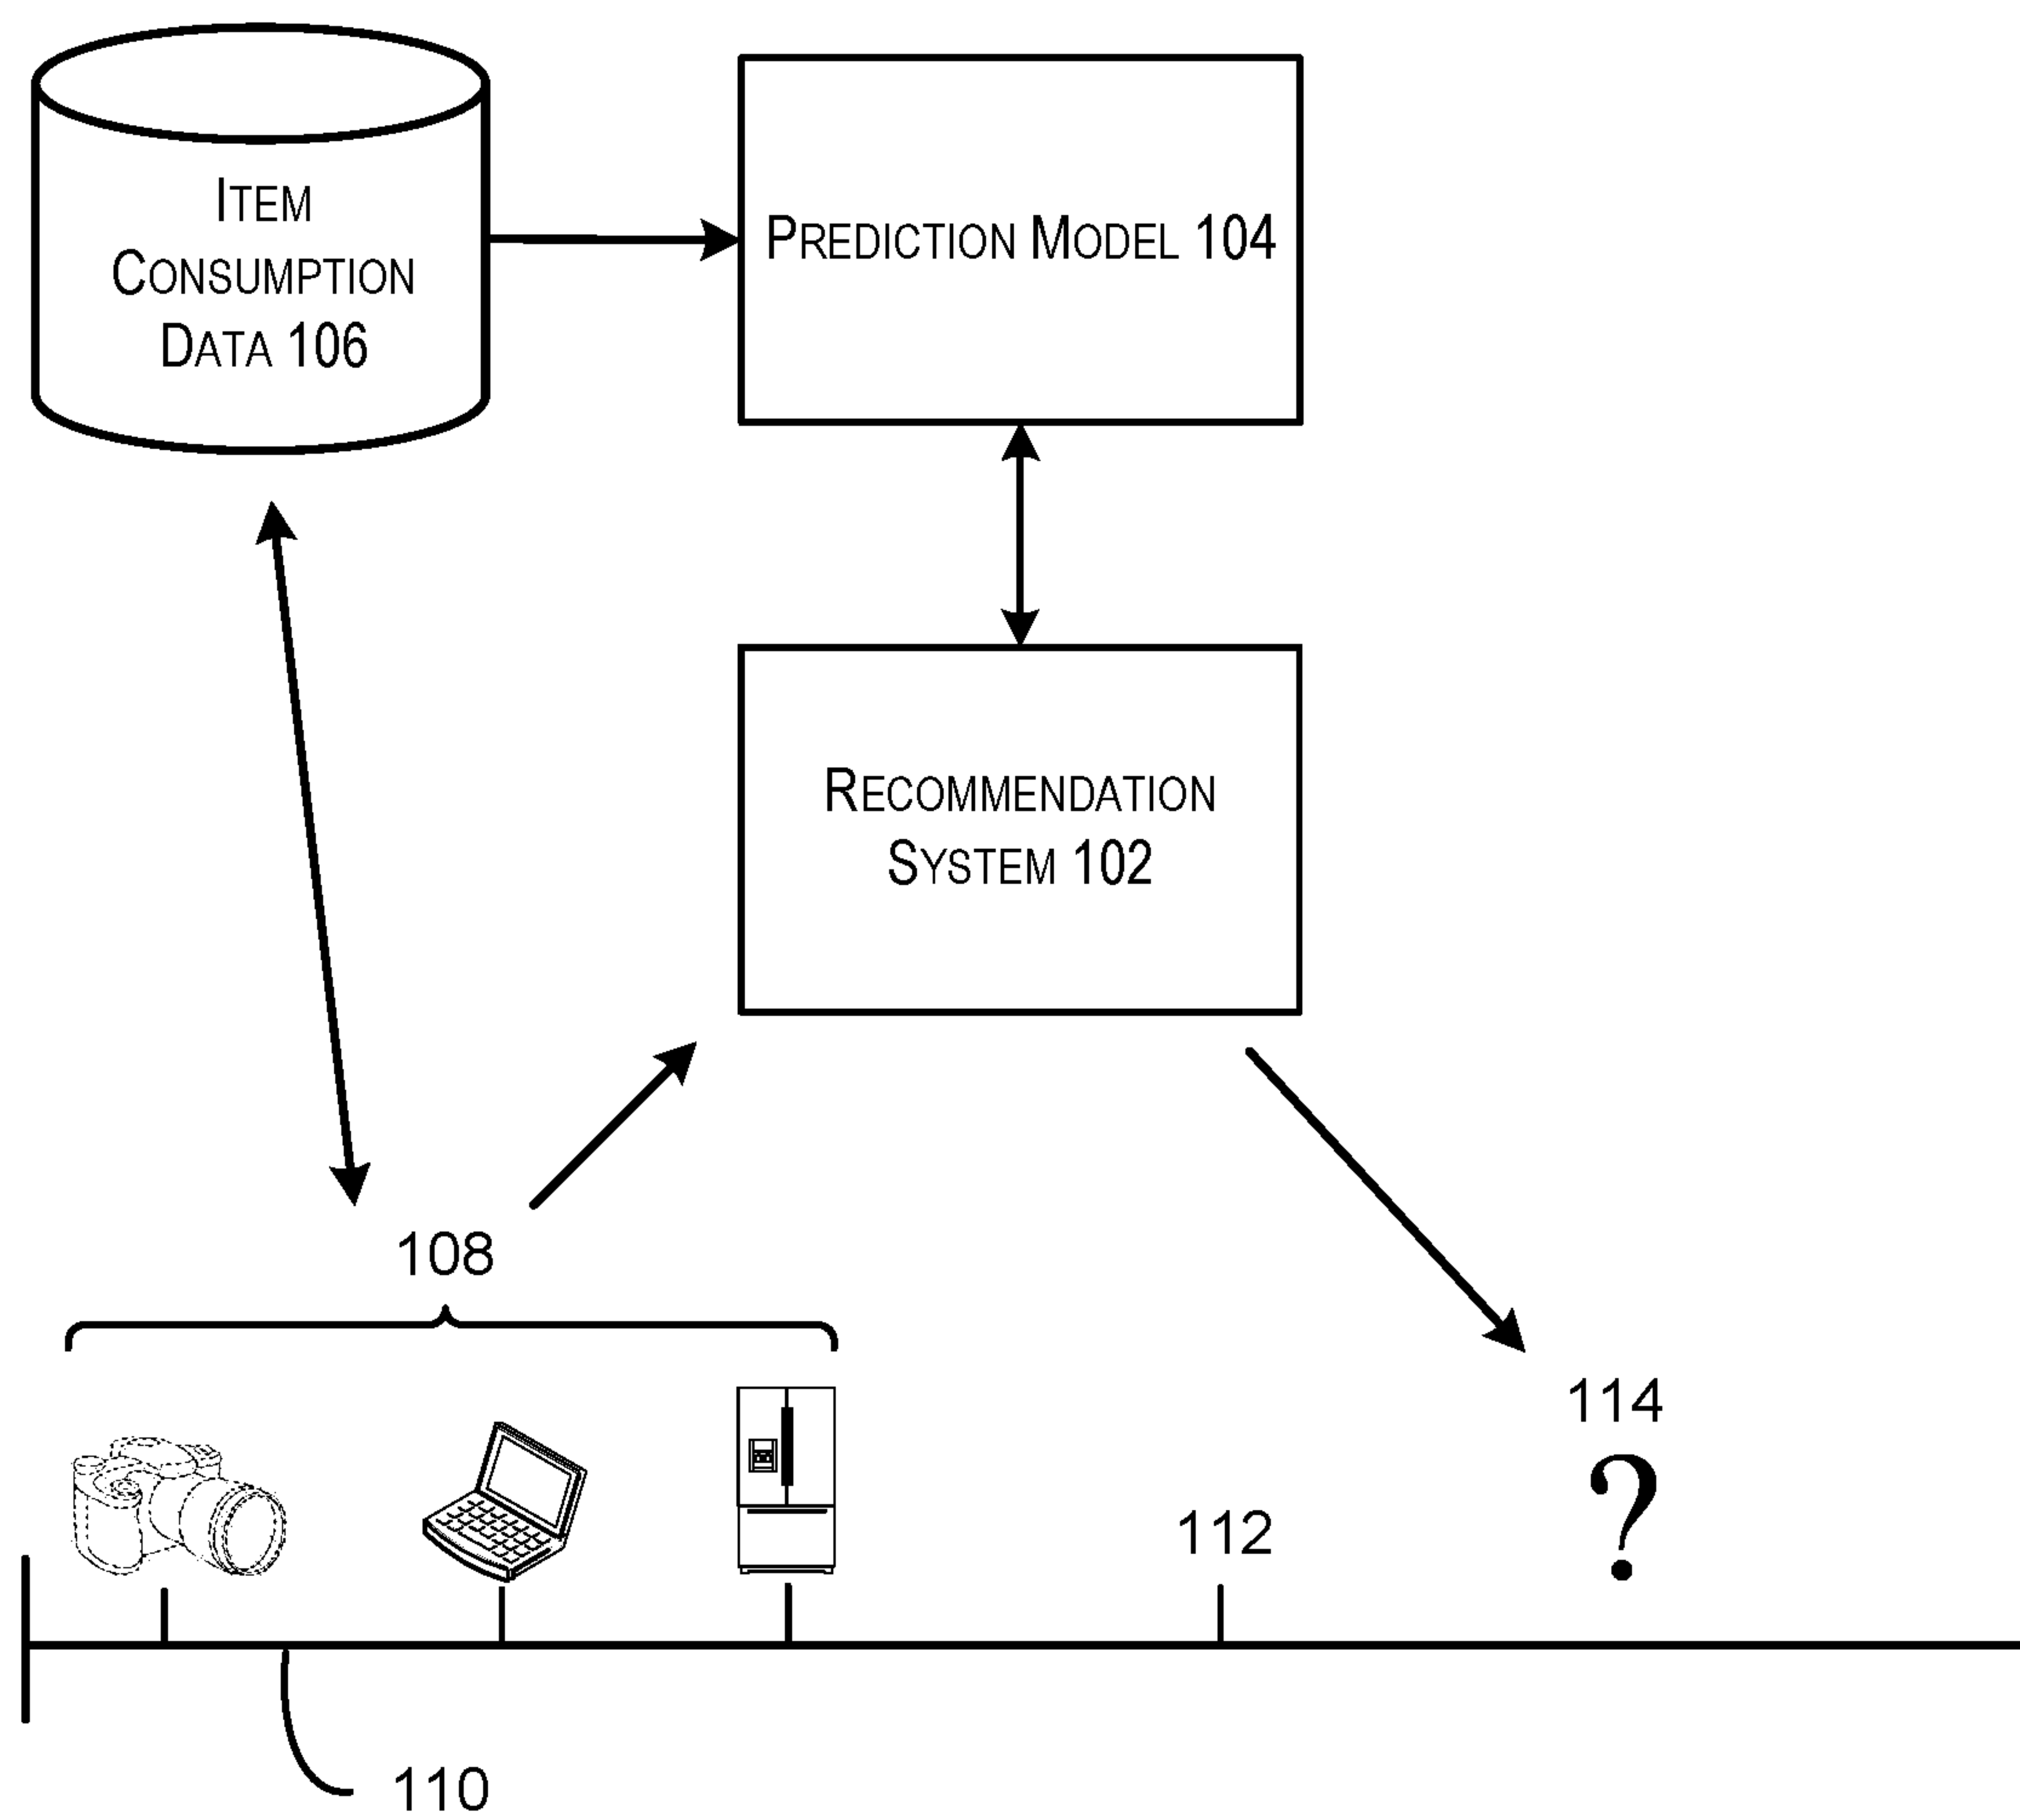 ITEM
CONSUMPTION
DATA 106
PREDICTION MODEL 104
RECOMMENDATION
SYSTEM 102
108
114
?
112
110